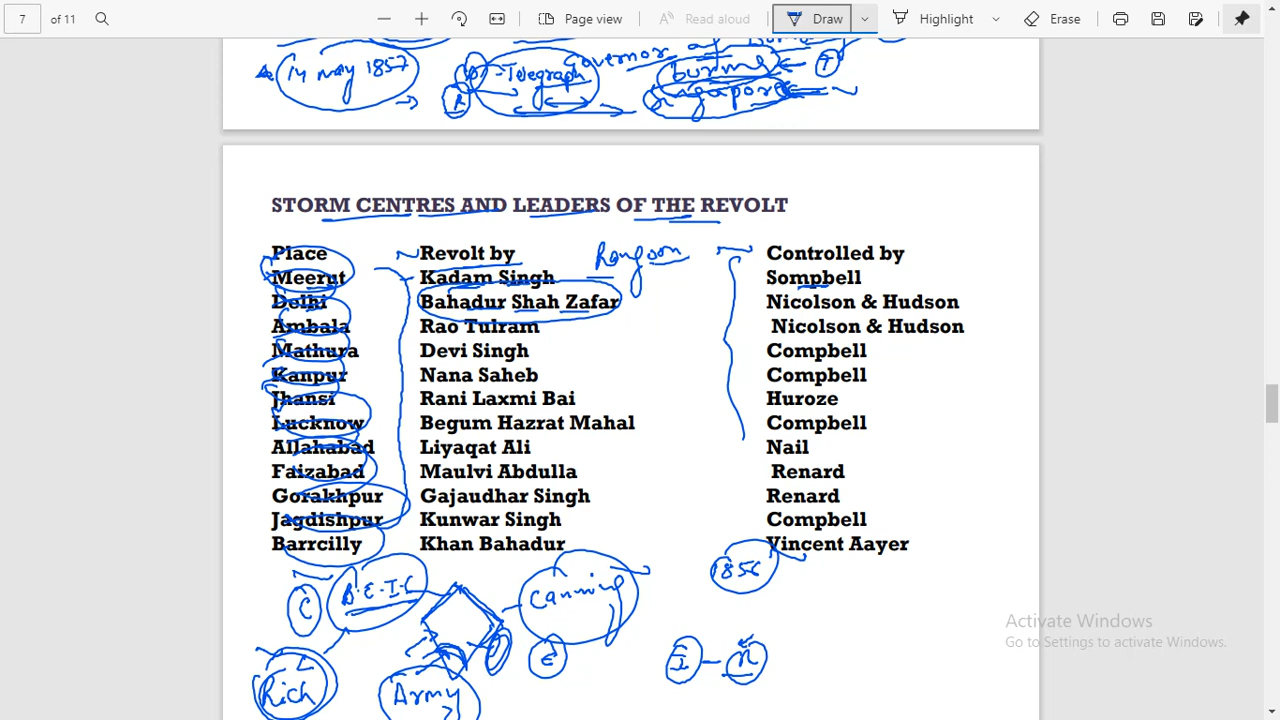 7 of 11 Page view Read aloud Draw Highlight Erase
Governor of
14 may 1857 Telegraph burma T
R singapore
STORM CENTRES AND LEADERS OF THE REVOLT
Place Revolt by Rangoon Controlled by
Meerut Kadam Singh Sompbell
Delhi Bahadur Shah Zafar Nicolson & Hudson
Ambala Rao Tulram Nicolson & Hudson
Mathura Devi Singh Compbell
Kanpur Nana Saheb Compbell
Jhansi Rani Laxmi Bai Huroze
Lucknow Begum Hazrat Mahal Compbell
Allahabad Liyaqat Ali Nail
Faizabad Maulvi Abdulla Renard
Gorakhpur Gajaudhar Singh Renard
Jagdishpur Kunwar Singh Compbell
Barrcilly Khan Bahadur Vincent Aayer
C B.E.I.C Canning 1856
Activate Windows
Go to Settings to activate Windows.
Rich Army